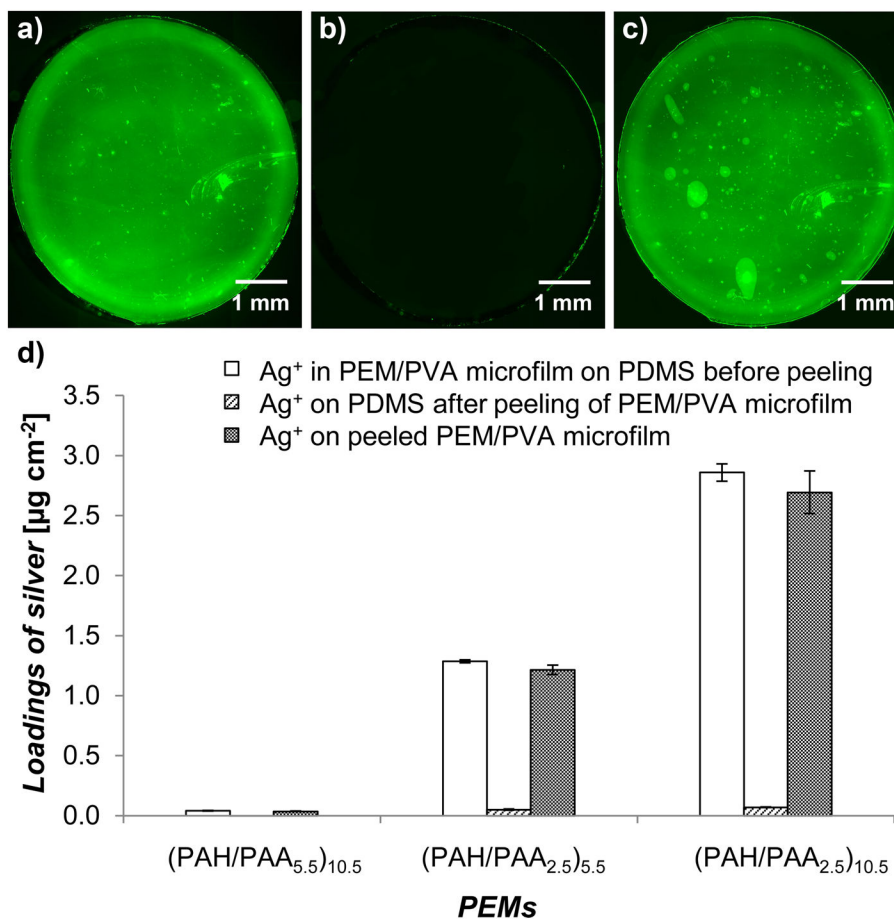 a)
b)
c)
1 mm
1 mm
1 mm
d)
Ag⁺ in PEM/PVA microfilm on PDMS before peeling
Ag⁺ on PDMS after peeling of PEM/PVA microfilm
Ag⁺ on peeled PEM/PVA microfilm
Loadings of silver [µg cm⁻²]
3.5
3.0
2.5
2.0
1.5
1.0
0.5
0.0
(PAH/PAA₅.₅)₁₀.₅
(PAH/PAA₂.₅)₅.₅
(PAH/PAA₂.₅)₁₀.₅
PEMs